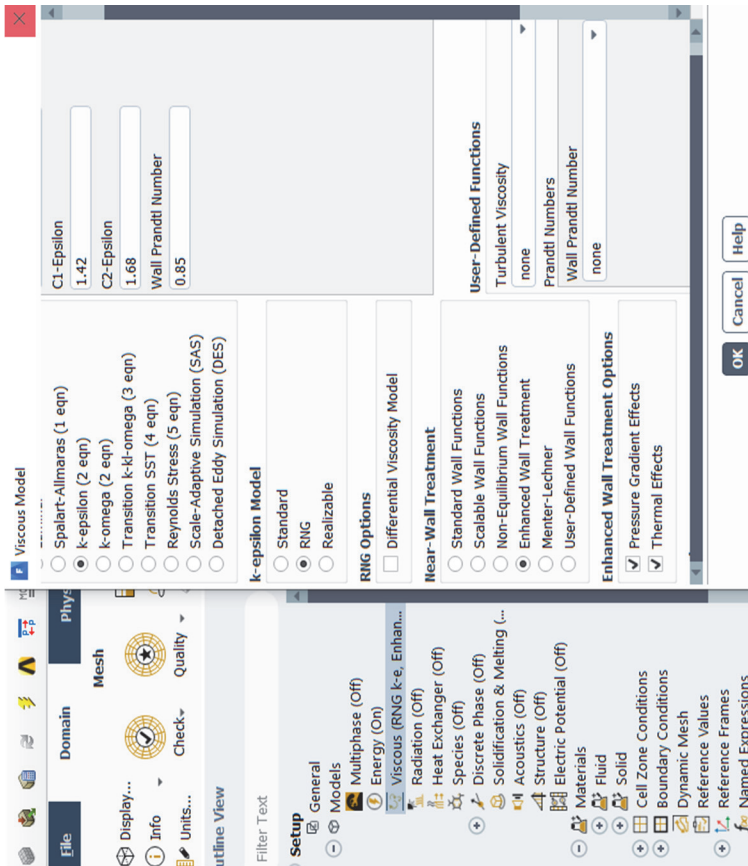 File
Domain
Phys
Mesh
Display...
Info
Units...
Check
Quality
utline View
Filter Text
Setup
General
Models
Multiphase (Off)
Energy (On)
Viscous (RNG k-e, Enhan...
Radiation (Off)
Heat Exchanger (Off)
Species (Off)
Discrete Phase (Off)
Solidification & Melting (...
Acoustics (Off)
Structure (Off)
Electric Potential (Off)
Materials
Fluid
Solid
Cell Zone Conditions
Boundary Conditions
Dynamic Mesh
Reference Values
Reference Frames
Named Expressions
Viscous Model
Spalart-Allmaras (1 eqn)
k-epsilon (2 eqn)
k-omega (2 eqn)
Transition k-kl-omega (3 eqn)
Transition SST (4 eqn)
Reynolds Stress (5 eqn)
Scale-Adaptive Simulation (SAS)
Detached Eddy Simulation (DES)
k-epsilon Model
Standard
RNG
Realizable
RNG Options
Differential Viscosity Model
Near-Wall Treatment
Standard Wall Functions
Scalable Wall Functions
Non-Equilibrium Wall Functions
Enhanced Wall Treatment
Menter-Lechner
User-Defined Wall Functions
Enhanced Wall Treatment Options
Pressure Gradient Effects
Thermal Effects
C1-Epsilon
1.42
C2-Epsilon
1.68
Wall Prandtl Number
0.85
User-Defined Functions
Turbulent Viscosity
none
Prandtl Numbers
Wall Prandtl Number
none
OK
Cancel
Help